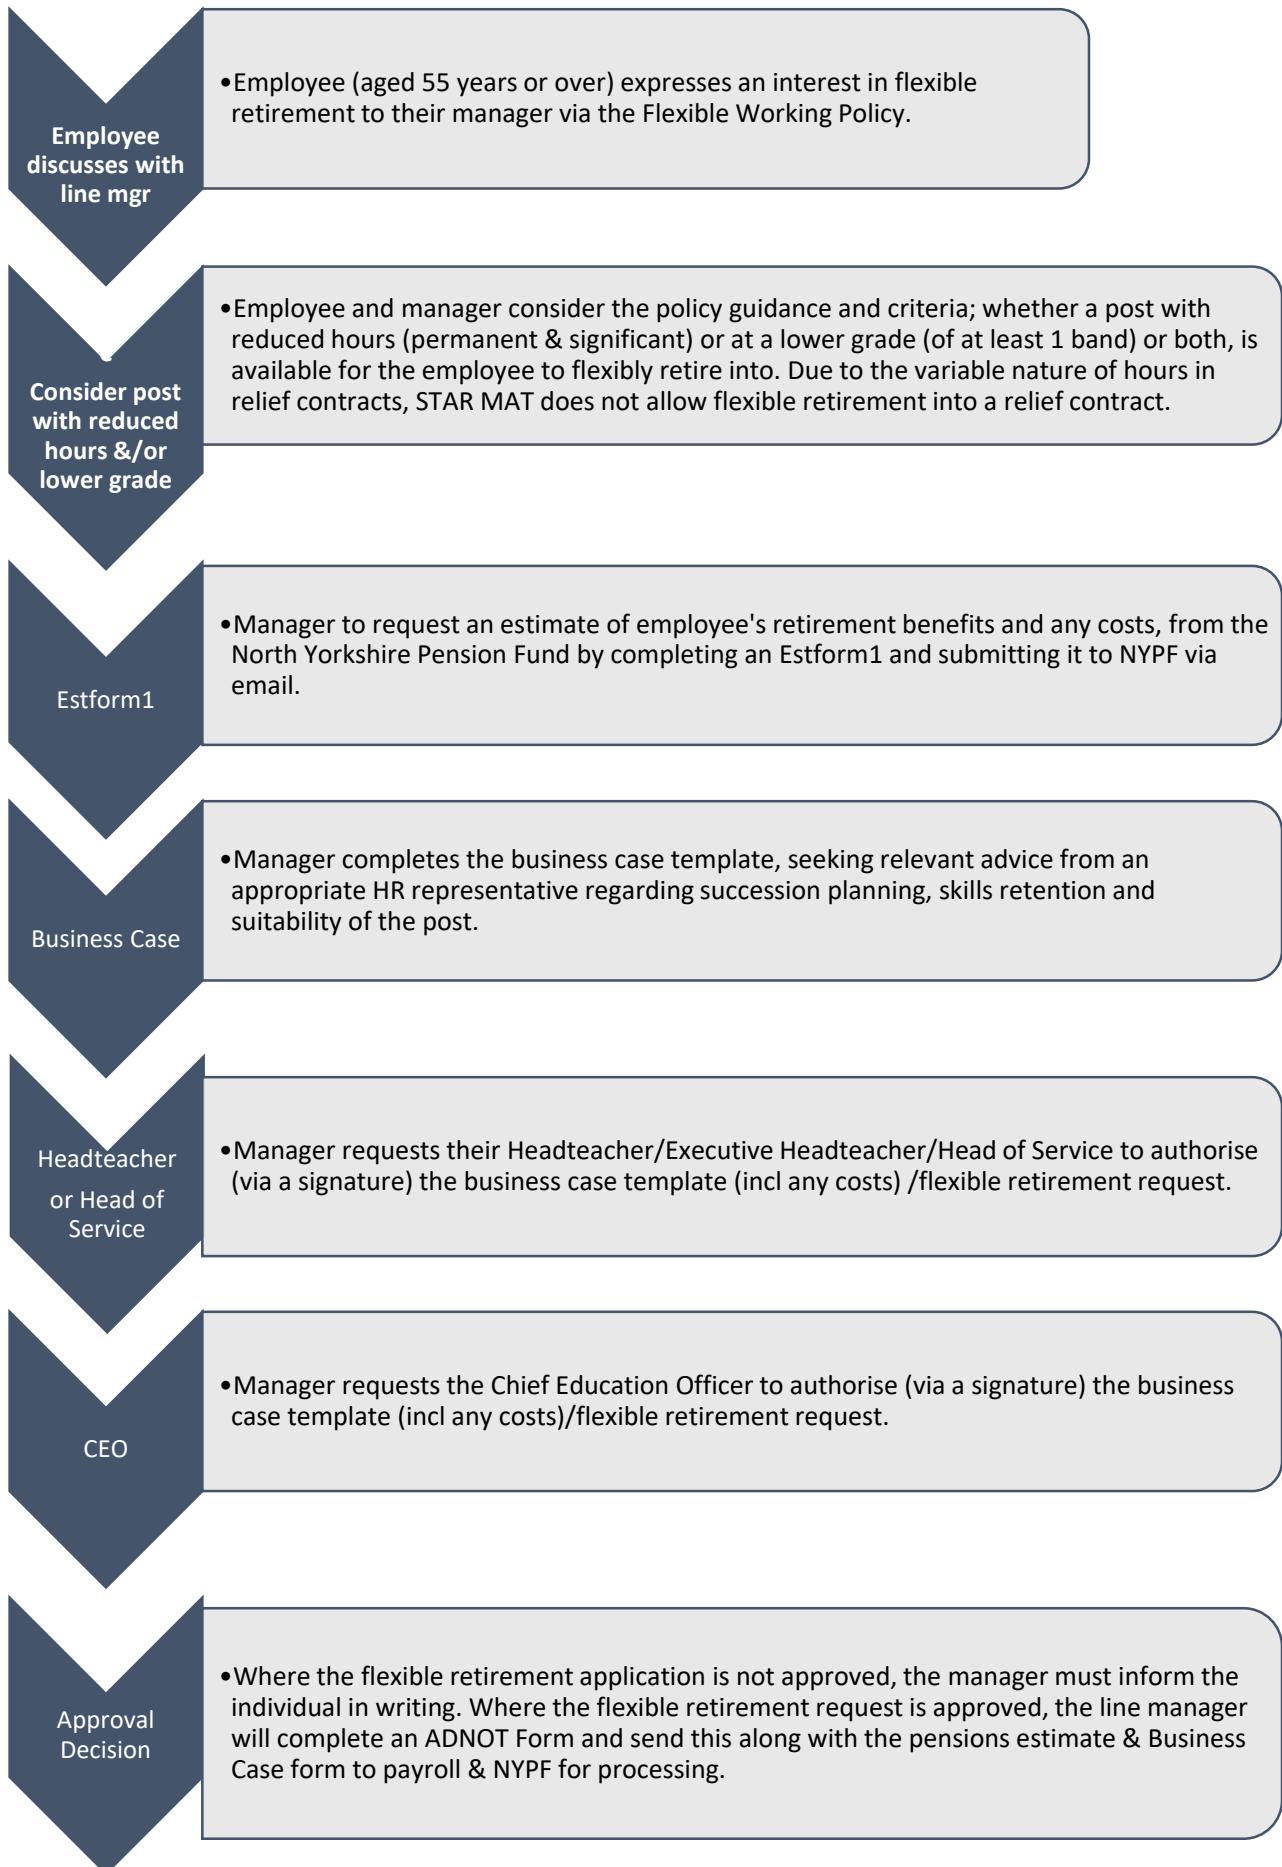 Employee
discusses with
line mgr
•Employee (aged 55 years or over) expresses an interest in flexible
retirement to their manager via the Flexible Working Policy.
Consider post
with reduced
hours &/or
lower grade
•Employee and manager consider the policy guidance and criteria; whether a post with
reduced hours (permanent & significant) or at a lower grade (of at least 1 band) or both, is
available for the employee to flexibly retire into. Due to the variable nature of hours in
relief contracts, STAR MAT does not allow flexible retirement into a relief contract.
Estform1
•Manager to request an estimate of employee's retirement benefits and any costs, from the
North Yorkshire Pension Fund by completing an Estform1 and submitting it to NYPF via
email.
Business Case
•Manager completes the business case template, seeking relevant advice from an
appropriate HR representative regarding succession planning, skills retention and
suitability of the post.
Headteacher
or Head of
Service
•Manager requests their Headteacher/Executive Headteacher/Head of Service to authorise
(via a signature) the business case template (incl any costs) /flexible retirement request.
CEO
•Manager requests the Chief Education Officer to authorise (via a signature) the business
case template (incl any costs)/flexible retirement request.
Approval
Decision
•Where the flexible retirement application is not approved, the manager must inform the
individual in writing. Where the flexible retirement request is approved, the line manager
will complete an ADNOT Form and send this along with the pensions estimate & Business
Case form to payroll & NYPF for processing.